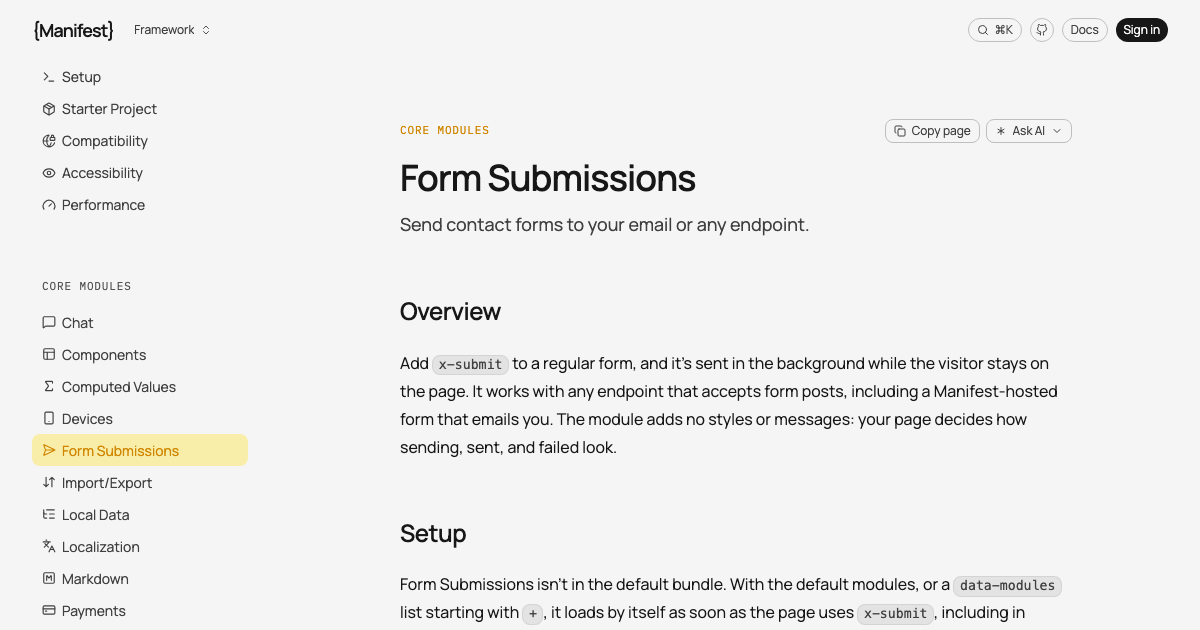 {Manifest}
Framework
⌘K
Docs
Sign in
Setup
Starter Project
Compatibility
Accessibility
Performance
CORE MODULES
Chat
Components
Computed Values
Devices
Form Submissions
Import/Export
Local Data
Localization
Markdown
Payments
CORE MODULES
Copy page
Ask AI
Form Submissions
Send contact forms to your email or any endpoint.
Overview
Add x-submit to a regular form, and it's sent in the background while the visitor stays on
the page. It works with any endpoint that accepts form posts, including a Manifest-hosted
form that emails you. The module adds no styles or messages: your page decides how
sending, sent, and failed look.
Setup
Form Submissions isn't in the default bundle. With the default modules, or a data-modules
list starting with +, it loads by itself as soon as the page uses x-submit, including in